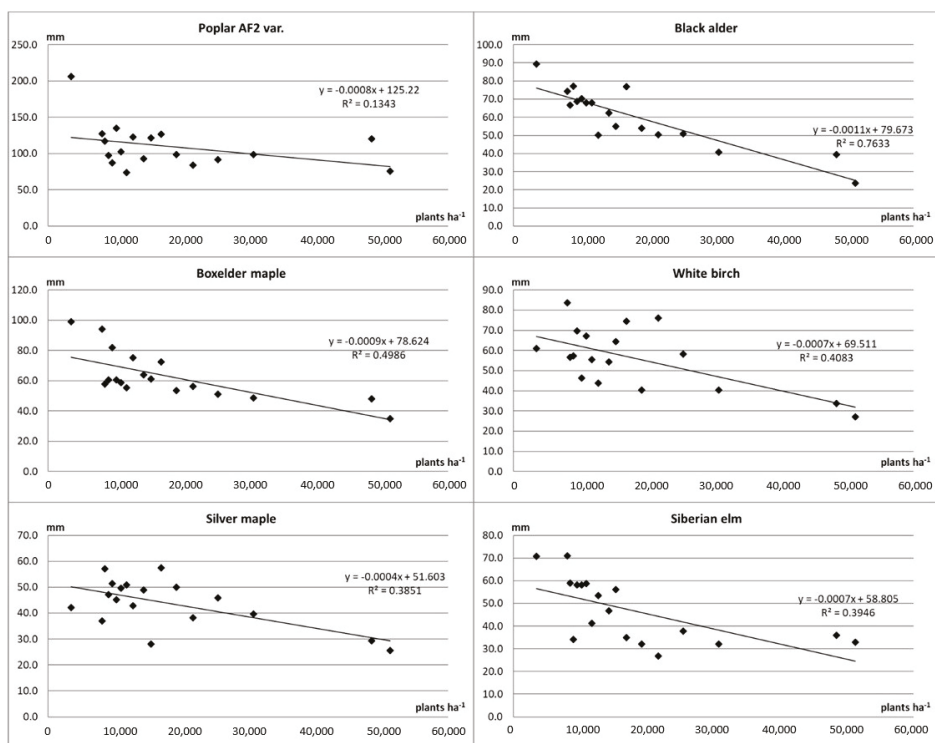 Poplar AF2 var.
mm
250.0
200.0
150.0
100.0
50.0
0.0
y = -0.0008x + 125.22
R² = 0.1343
plants ha⁻¹
0 10,000 20,000 30,000 40,000 50,000 60,000
Black alder
mm
100.0
90.0
80.0
70.0
60.0
50.0
40.0
30.0
20.0
10.0
0.0
y = -0.0011x + 79.673
R² = 0.7633
plants ha⁻¹
0 10,000 20,000 30,000 40,000 50,000 60,000
Boxelder maple
mm
120.0
100.0
80.0
60.0
40.0
20.0
0.0
y = -0.0009x + 78.624
R² = 0.4986
plants ha⁻¹
0 10,000 20,000 30,000 40,000 50,000 60,000
White birch
mm
90.0
80.0
70.0
60.0
50.0
40.0
30.0
20.0
10.0
0.0
y = -0.0007x + 69.511
R² = 0.4083
plants ha⁻¹
0 10,000 20,000 30,000 40,000 50,000 60,000
Silver maple
mm
70.0
60.0
50.0
40.0
30.0
20.0
10.0
0.0
y = -0.0004x + 51.603
R² = 0.3851
plants ha⁻¹
0 10,000 20,000 30,000 40,000 50,000 60,000
Siberian elm
mm
80.0
70.0
60.0
50.0
40.0
30.0
20.0
10.0
0.0
y = -0.0007x + 58.805
R² = 0.3946
plants ha⁻¹
0 10,000 20,000 30,000 40,000 50,000 60,000